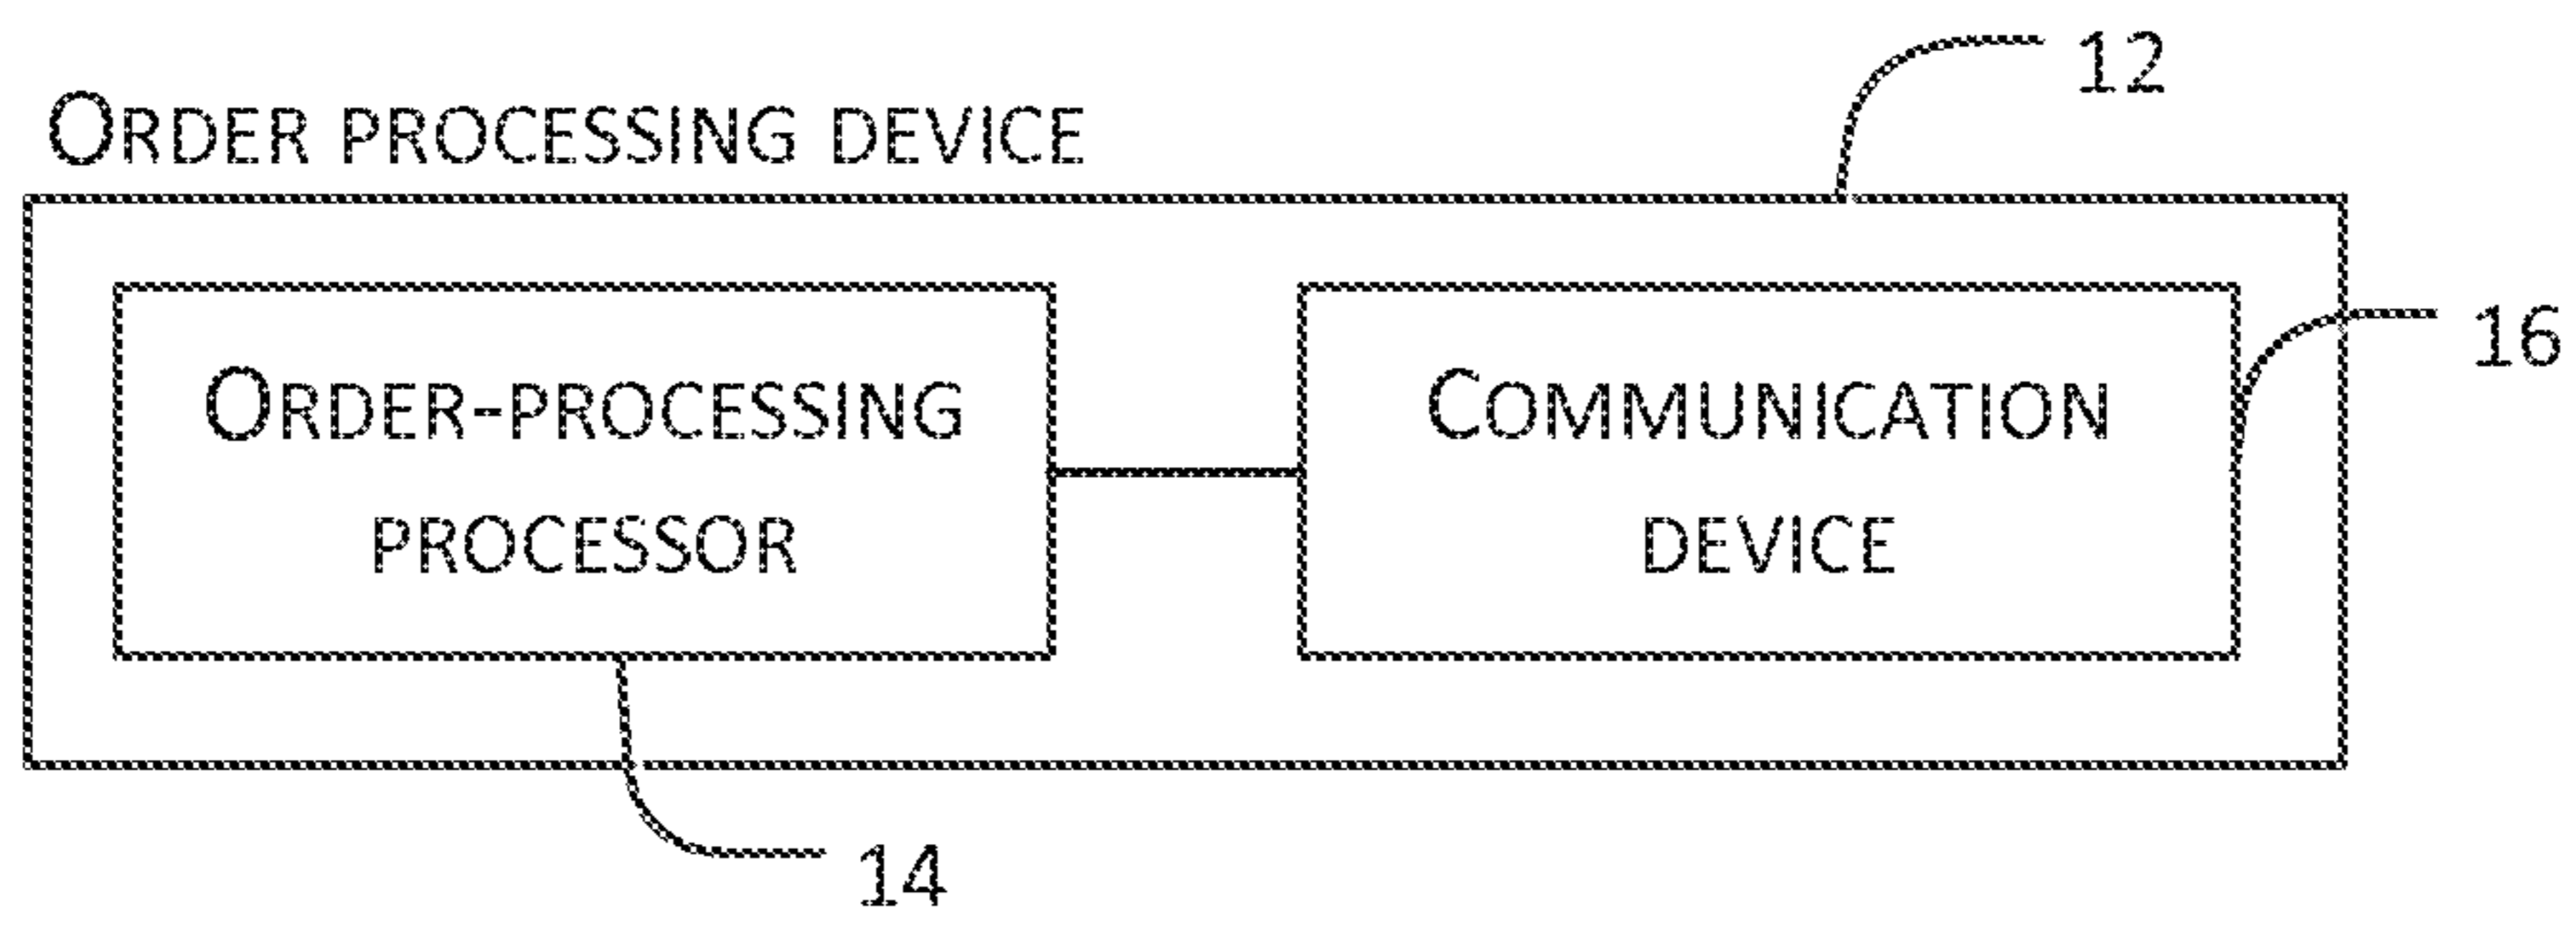 12
ORDER PROCESSING DEVICE
16
ORDER-PROCESSING
PROCESSOR
COMMUNICATION
DEVICE
14